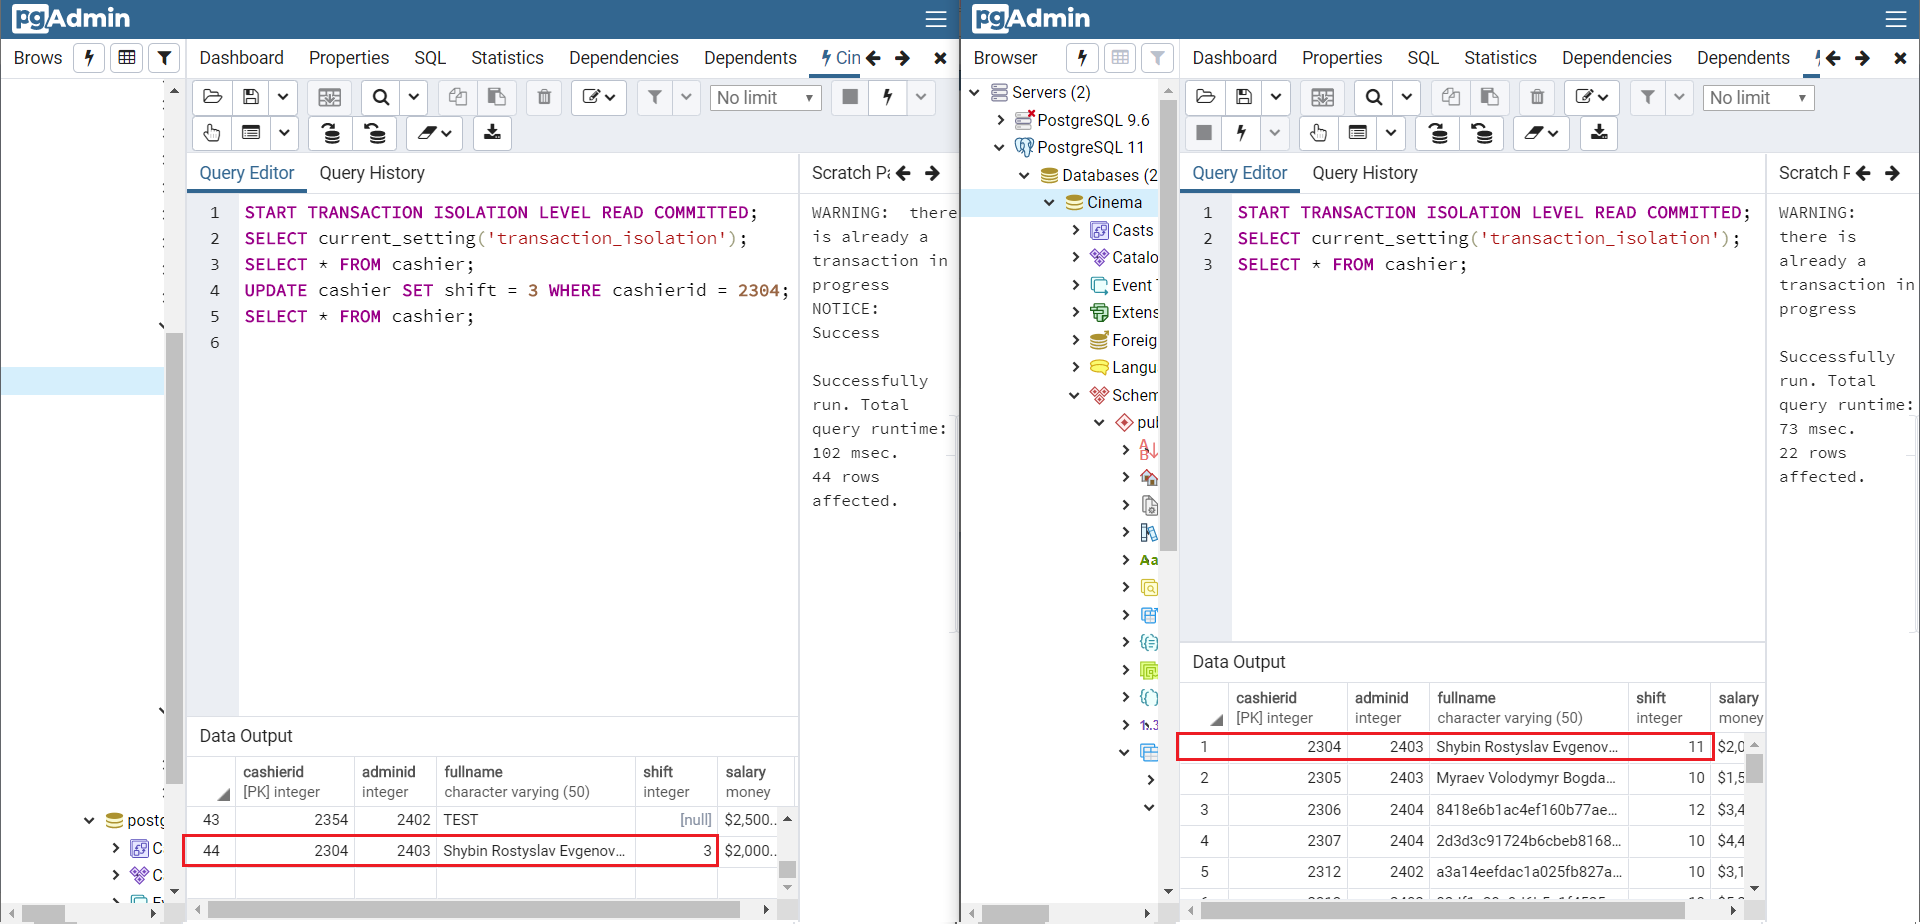 pgAdmin
Brows
Dashboard Properties SQL Statistics Dependencies Dependents Cin
No limit
Query Editor Query History
Scratch Pa
1 START TRANSACTION ISOLATION LEVEL READ COMMITTED;
2 SELECT current_setting('transaction_isolation');
3 SELECT * FROM cashier;
4 UPDATE cashier SET shift = 3 WHERE cashierid = 2304;
5 SELECT * FROM cashier;
6
WARNING: there
is already a
transaction in
progress
NOTICE:
Success
Successfully
run. Total
query runtime:
102 msec.
44 rows
affected.
Data Output
cashierid adminid fullname shift salary
[PK] integer integer character varying (50) integer money
43 2354 2402 TEST [null] $2,500..
44 2304 2403 Shybin Rostyslav Evgenov... 3 $2,000..
postg
C
C
pgAdmin
Browser
Dashboard Properties SQL Statistics Dependencies Dependents
Servers (2)
PostgreSQL 9.6
PostgreSQL 11
Databases (2
Cinema
Casts
Catalo
Event
Extens
Foreig
Langu
Schem
pul
Aa
1.3
No limit
Query Editor Query History
Scratch F
1 START TRANSACTION ISOLATION LEVEL READ COMMITTED;
2 SELECT current_setting('transaction_isolation');
3 SELECT * FROM cashier;
WARNING:
there is
already a
transaction in
progress
Successfully
run. Total
query runtime:
73 msec.
22 rows
affected.
Data Output
cashierid adminid fullname shift salary
[PK] integer integer character varying (50) integer money
1 2304 2403 Shybin Rostyslav Evgenov... 11 $2,0
2 2305 2403 Myraev Volodymyr Bogda... 10 $1,5
3 2306 2404 8418e6b1ac4ef160b77ae... 12 $3,4
4 2307 2404 2d3d3c91724b6cbeb8168... 10 $4,4
5 2312 2402 a3a14eefdac1a025fb827a... 10 $3,1